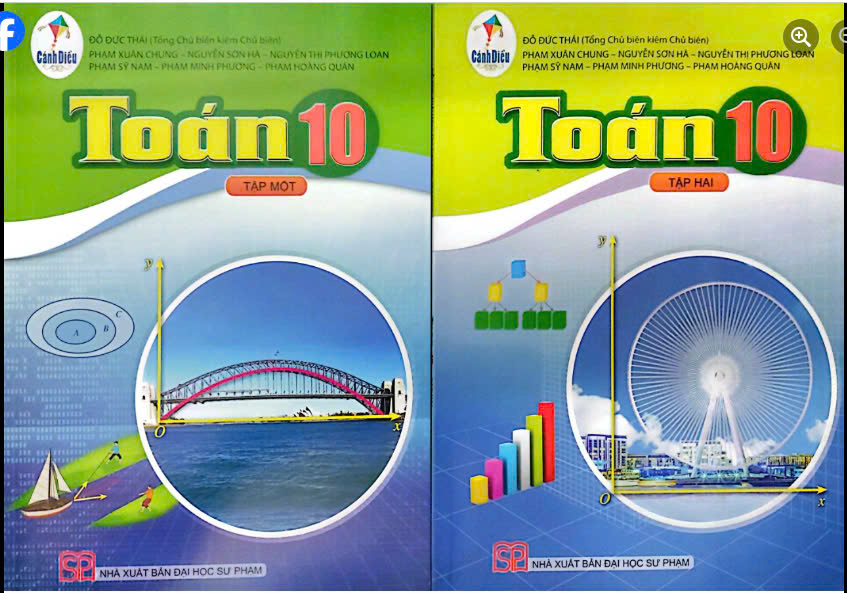 f
Cánh Diều
ĐỖ ĐỨC THÁI (Tổng Chủ biên kiêm Chủ biên)
PHẠM XUÂN CHUNG – NGUYỄN SƠN HÀ – NGUYỄN THỊ PHƯƠNG LOAN
PHẠM SỸ NAM – PHẠM MINH PHƯƠNG – PHẠM HOÀNG QUÂN
Toán 10
TẬP MỘT
y
C
B
A
O
x
SP
NHÀ XUẤT BẢN ĐẠI HỌC SƯ PHẠM
Cánh Diều
ĐỖ ĐỨC THÁI (Tổng Chủ biên kiêm Chủ biên)
PHẠM XUÂN CHUNG – NGUYỄN SƠN HÀ – NGUYỄN THỊ PHƯƠNG LOAN
PHẠM SỸ NAM – PHẠM MINH PHƯƠNG – PHẠM HOÀNG QUÂN
Toán 10
TẬP HAI
y
O
x
SP
NHÀ XUẤT BẢN ĐẠI HỌC SƯ PHẠM